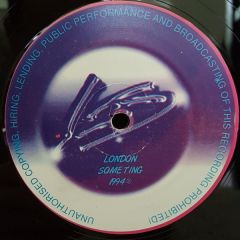 UNAUTHORISED COPYING, HIRING, LENDING, PUBLIC PERFORMANCE AND BROADCASTING OF THIS RECORDING PROHIBITED!
LONDON
SOMETING
1994